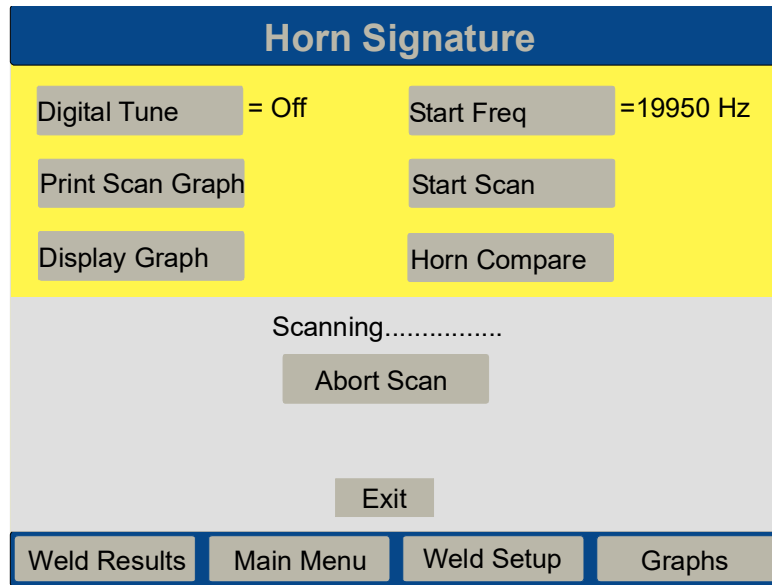 Horn Signature
Digital Tune = Off Start Freq =19950 Hz
Print Scan Graph Start Scan
Display Graph Horn Compare
Scanning................
Abort Scan
Exit
Weld Results Main Menu Weld Setup Graphs